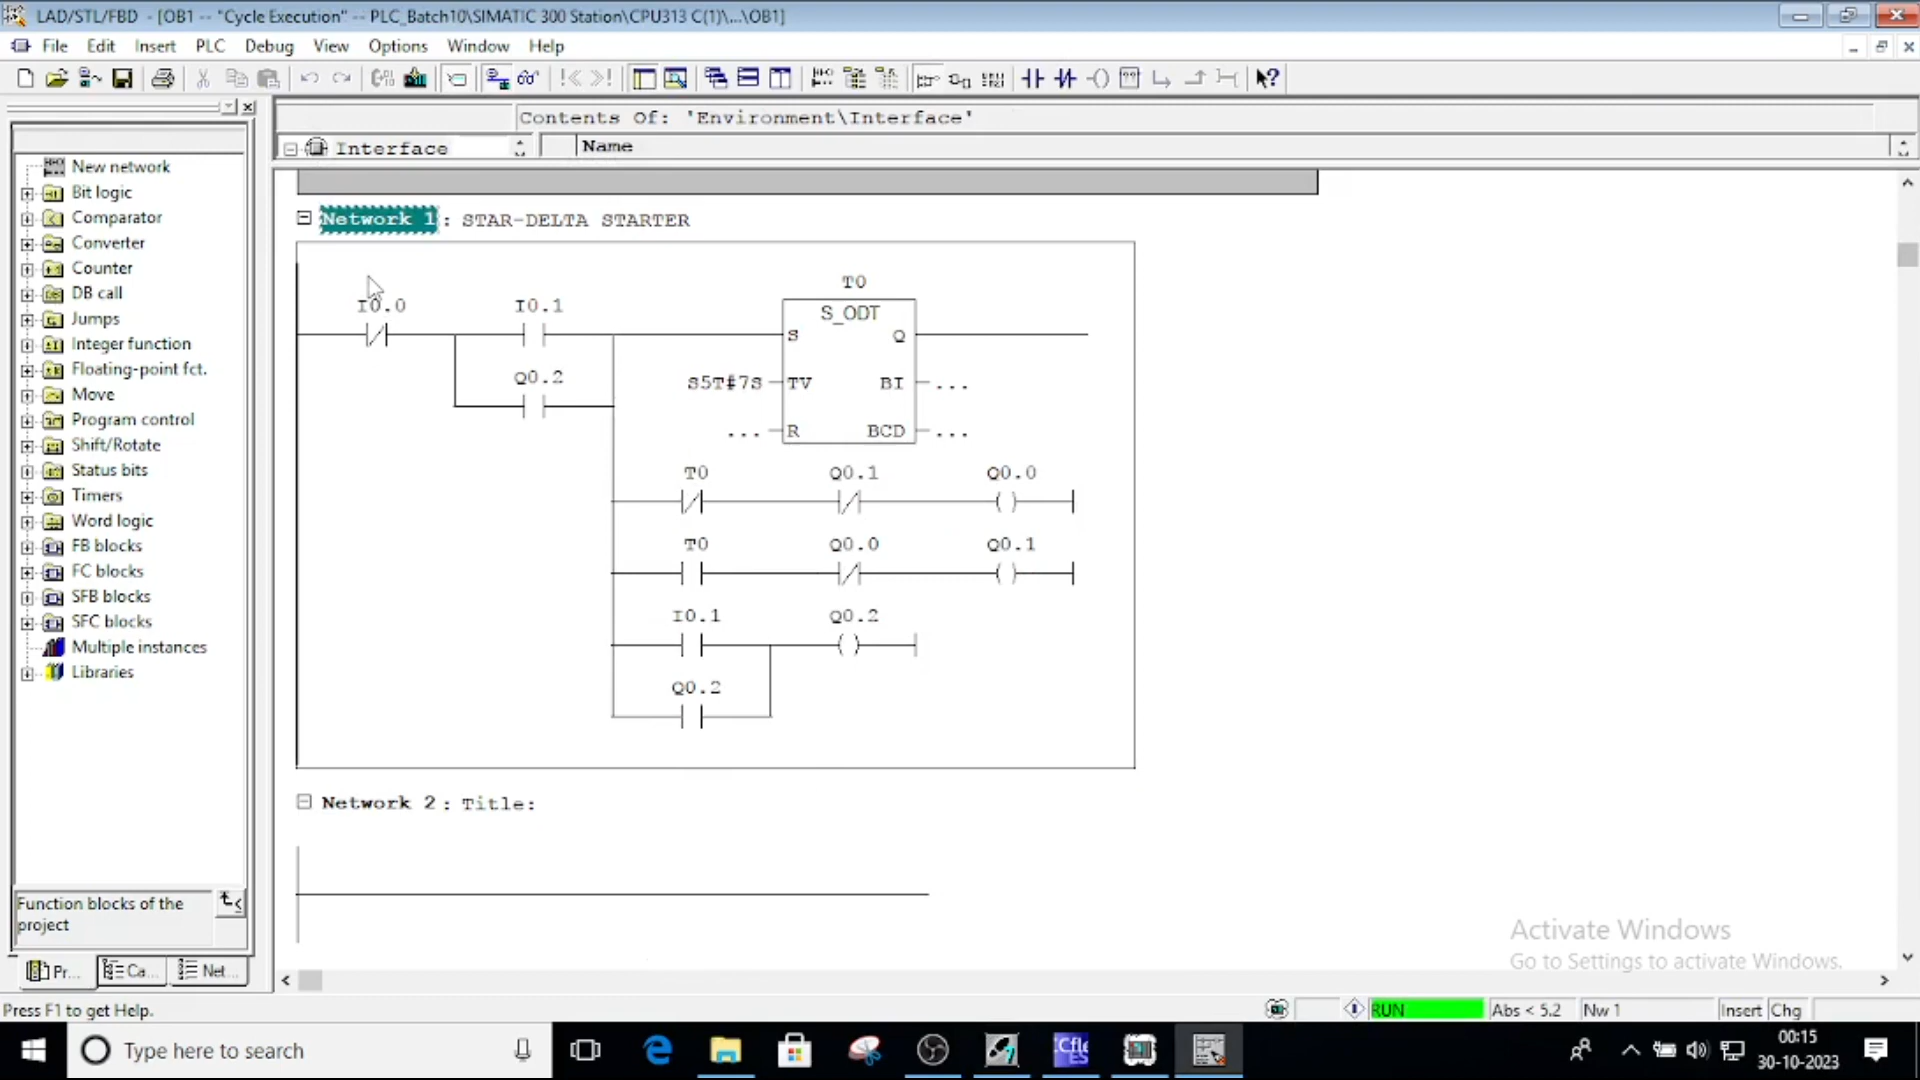 LAD/STL/FBD - [OB1 -- "Cycle Execution" -- PLC_Batch10\SIMATIC 300 Station\CPU313 C(1)\...\OB1]
File Edit Insert PLC Debug View Options Window Help
Contents Of: 'Environment\Interface'
Interface Name
New network
Bit logic
Comparator
Converter
Counter
DB call
Jumps
Integer function
Floating-point fct.
Move
Program control
Shift/Rotate
Status bits
Timers
Word logic
FB blocks
FC blocks
SFB blocks
SFC blocks
Multiple instances
Libraries
Function blocks of the
project
Pr... Ca... Net...
Network 1 : STAR-DELTA STARTER
T0
I0.0 I0.1 S_ODT
S Q
Q0.2
S5T#7S TV BI ...
... R BCD ...
T0 Q0.1 Q0.0
T0 Q0.0 Q0.1
I0.1 Q0.2
Q0.2
Network 2 : Title:
Activate Windows
Go to Settings to activate Windows.
Press F1 to get Help.
RUN Abs < 5.2 Nw 1 Insert Chg
Type here to search
00:15
30-10-2023